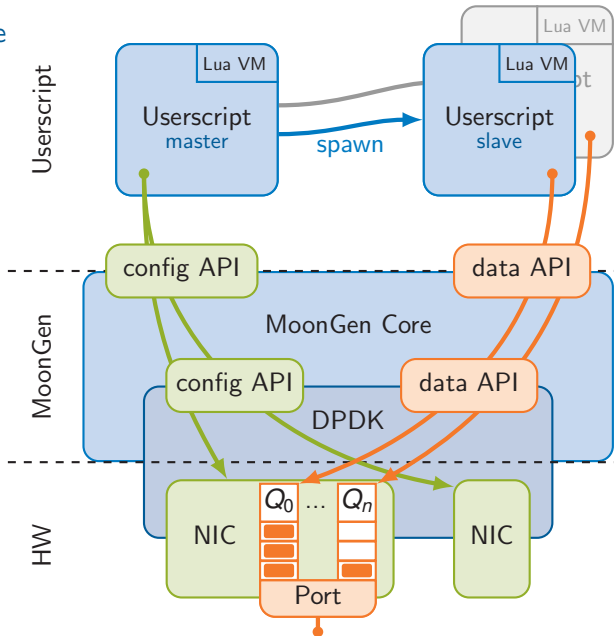 e
Lua VM
pt
Lua VM
Userscript
master
Lua VM
Userscript
slave
spawn
Userscript
config API
data API
MoonGen Core
MoonGen
config API
data API
DPDK
HW
NIC
Q0 ... Qn
NIC
Port